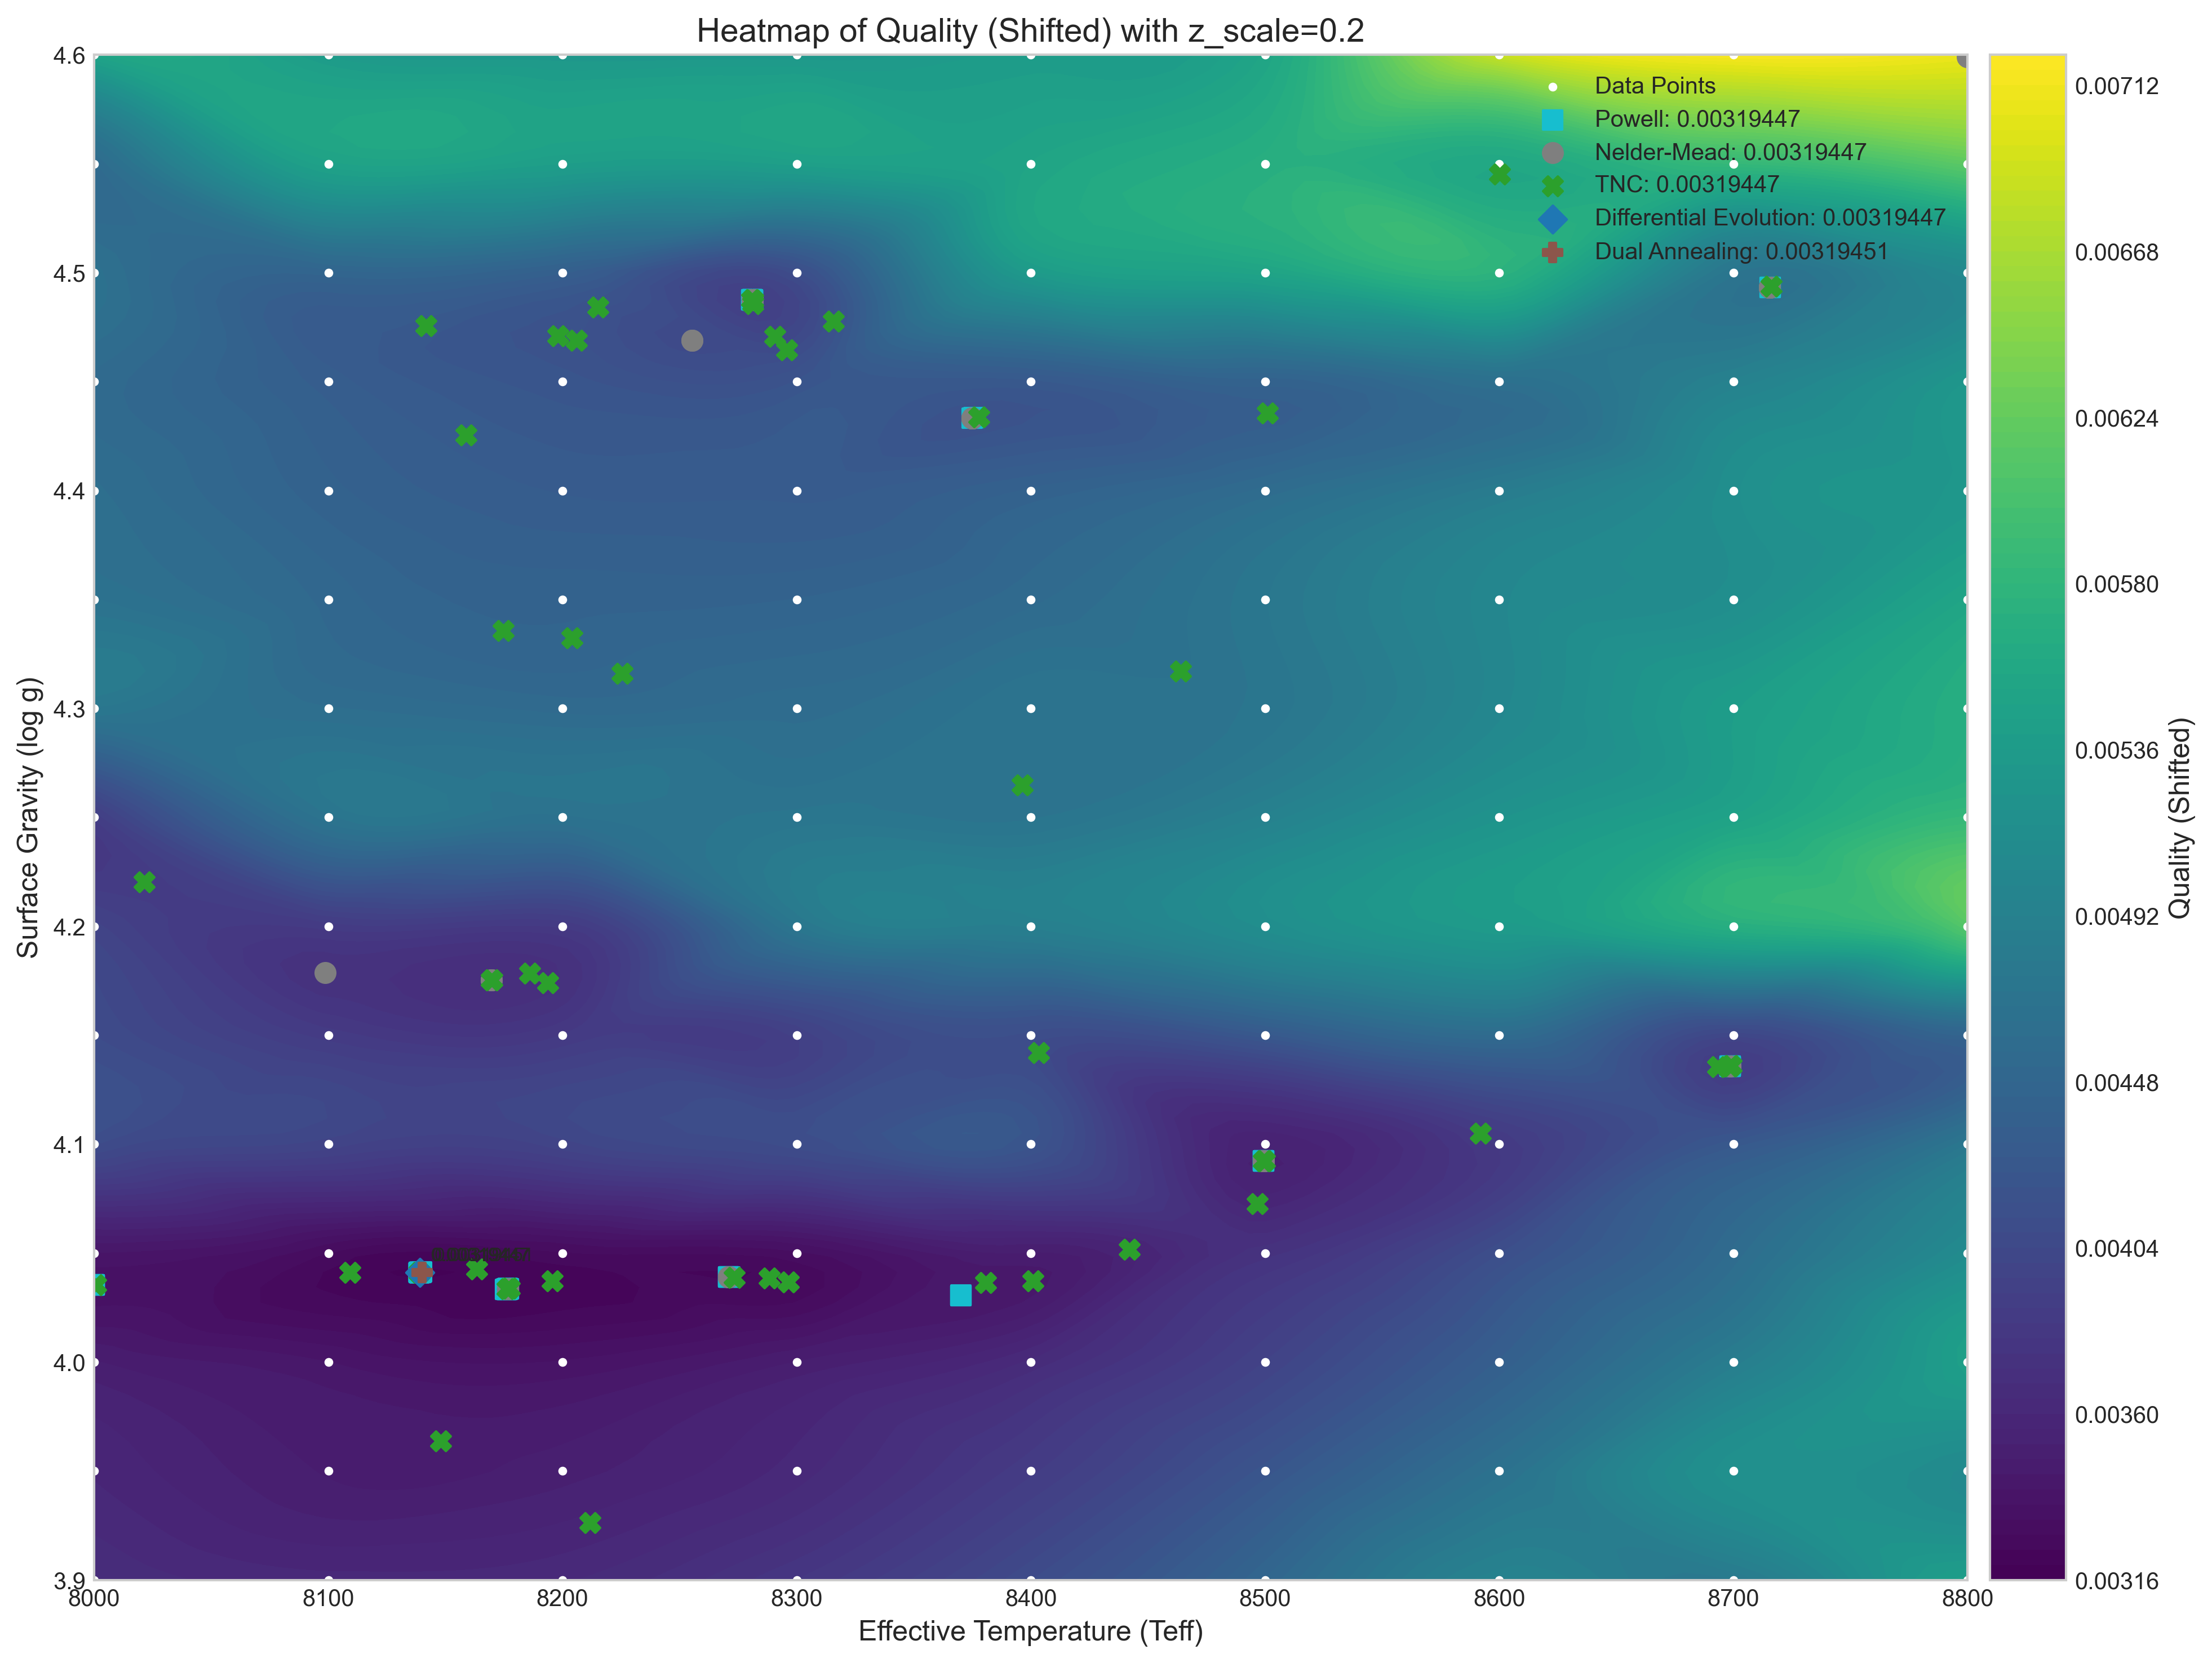 Heatmap of Quality (Shifted) with z_scale=0.2
Data Points
Powell: 0.00319447
Nelder-Mead: 0.00319447
TNC: 0.00319447
Differential Evolution: 0.00319447
Dual Annealing: 0.00319451
4.6
4.5
4.4
4.3
4.2
4.1
4.0
3.9
Surface Gravity (log g)
8000
8100
8200
8300
8400
8500
8600
8700
8800
Effective Temperature (Teff)
0.00712
0.00668
0.00624
0.00580
0.00536
0.00492
0.00448
0.00404
0.00360
0.00316
Quality (Shifted)